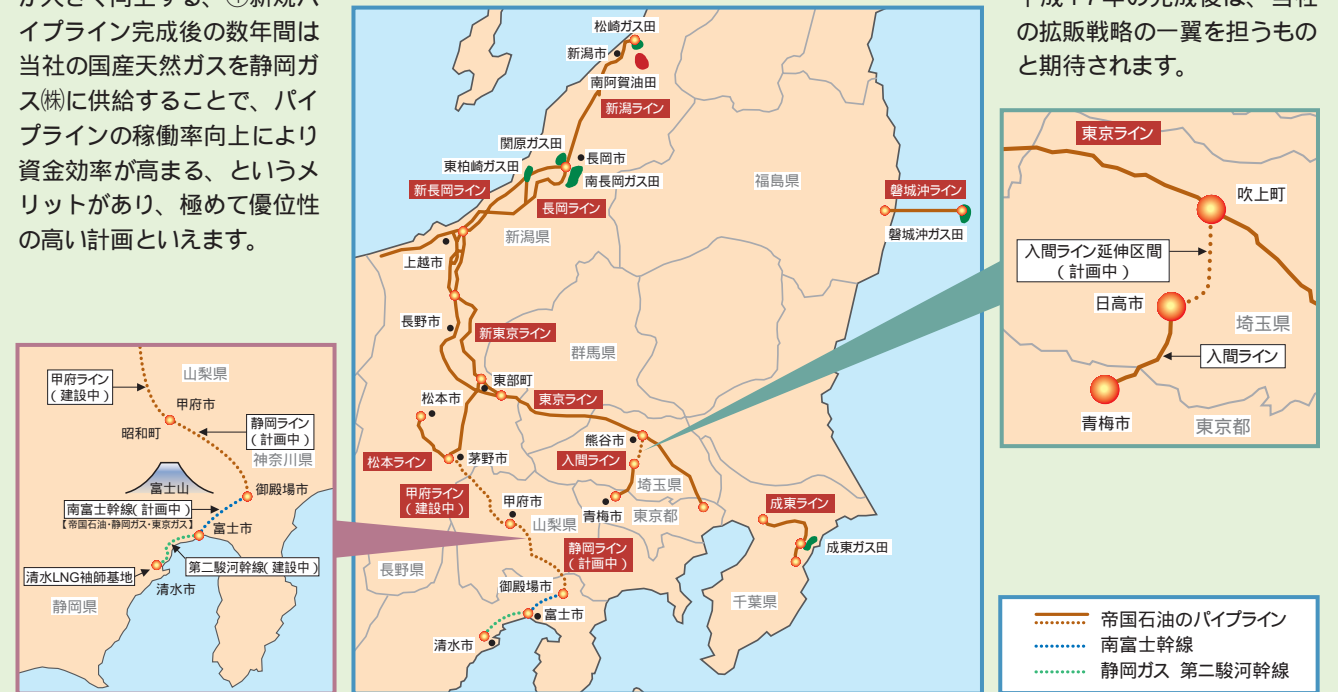 イプライン完成後の数年間は
当社の国産天然ガスを静岡ガ
ス㈱に供給することで、パイ
プラインの稼働率向上により
資金効率が高まる、というメ
リットがあり、極めて優位性
の高い計画といえます。
の拡販戦略の一翼を担うもの
と期待されます。
松崎ガス田
新潟市
南阿賀油田
新潟ライン
関原ガス田
長岡市
東柏崎ガス田
南長岡ガス田
新長岡ライン
長岡ライン
新潟県
福島県
磐城沖ライン
磐城沖ガス田
上越市
長野市
新東京ライン
群馬県
東部町
松本市
東京ライン
熊谷市
松本ライン
茅野市
入間ライン
埼玉県
甲府ライン
(建設中)
甲府市
青梅市
東京都
山梨県
成東ライン
成東ガス田
静岡ライン
(計画中)
長野県
御殿場市
千葉県
富士市
清水市
東京ライン
吹上町
入間ライン延伸区間
(計画中)
日高市
埼玉県
入間ライン
青梅市
東京都
山梨県
甲府ライン
(建設中)
甲府市
昭和町
静岡ライン
(計画中)
神奈川県
富士山
御殿場市
南富士幹線(計画中)
【帝国石油・静岡ガス・東京ガス】
富士市
第二駿河幹線(建設中)
清水LNG袖師基地
清水市
静岡県
帝国石油のパイプライン
南富士幹線
静岡ガス 第二駿河幹線